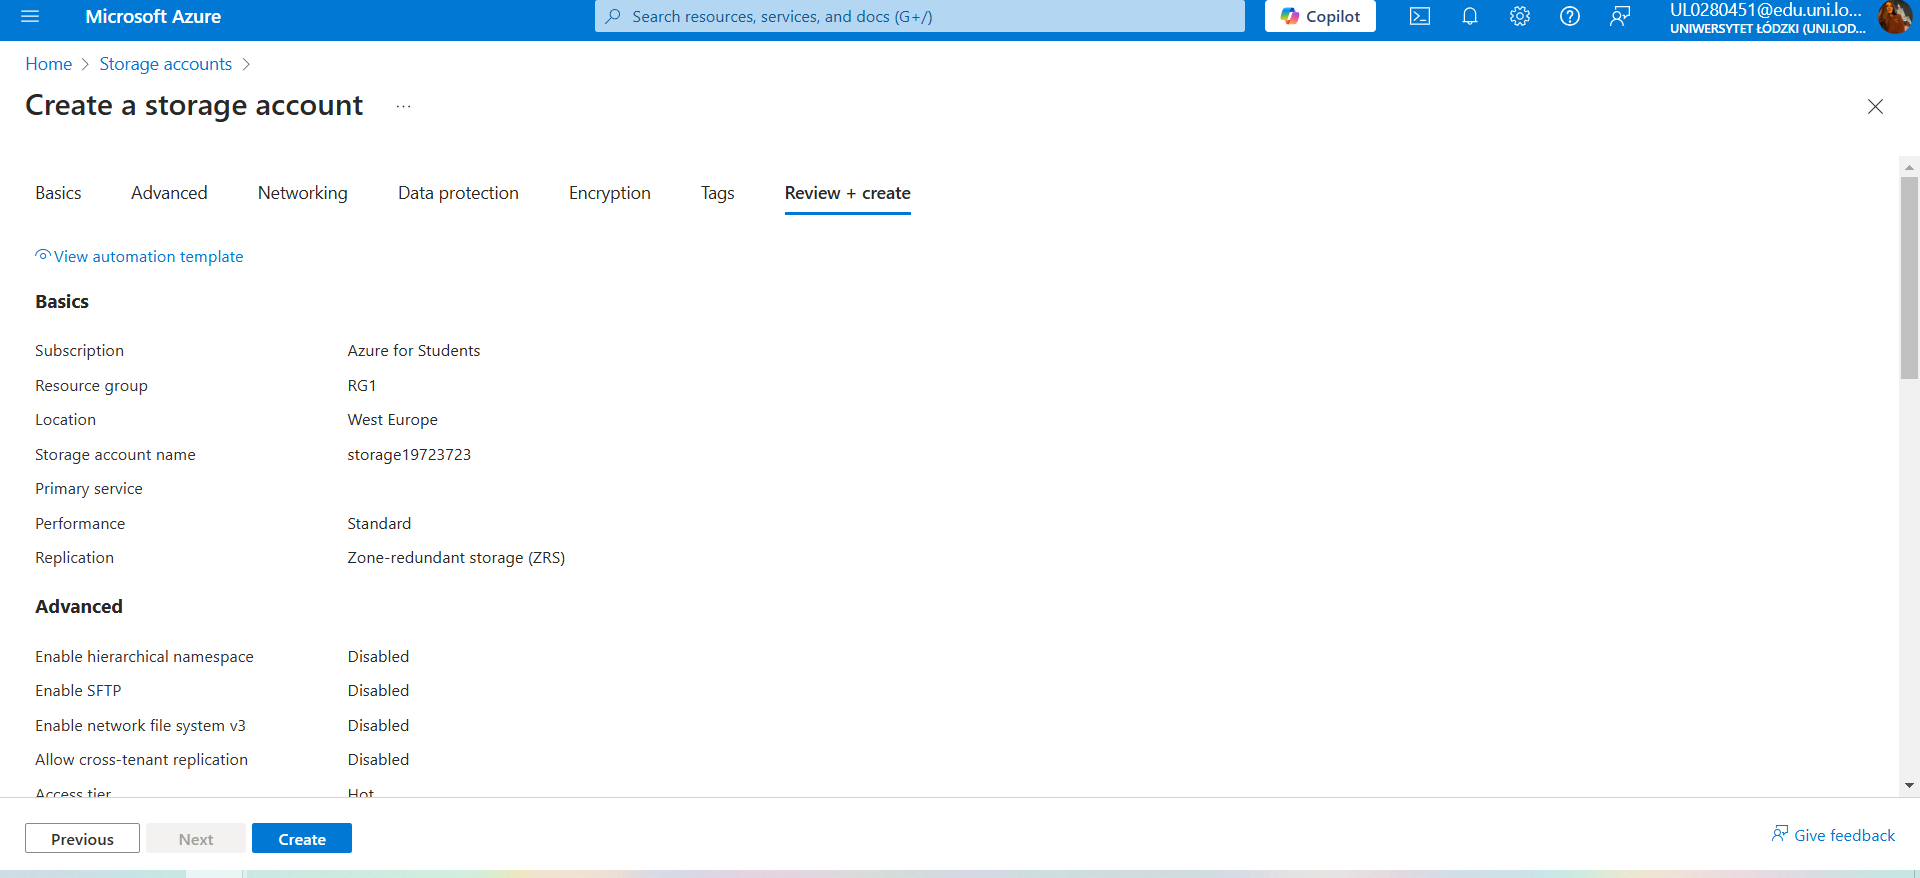 Microsoft Azure
Search resources, services, and docs (G+/)
Copilot
UL0280451@edu.uni.lo...
UNIWERSYTET ŁÓDZKI (UNI.LOD...
Home > Storage accounts >
Create a storage account ...
Basics Advanced Networking Data protection Encryption Tags Review + create
View automation template
Basics
Subscription Azure for Students
Resource group RG1
Location West Europe
Storage account name storage19723723
Primary service
Performance Standard
Replication Zone-redundant storage (ZRS)
Advanced
Enable hierarchical namespace Disabled
Enable SFTP Disabled
Enable network file system v3 Disabled
Allow cross-tenant replication Disabled
Access tier Hot
Previous Next Create
Give feedback